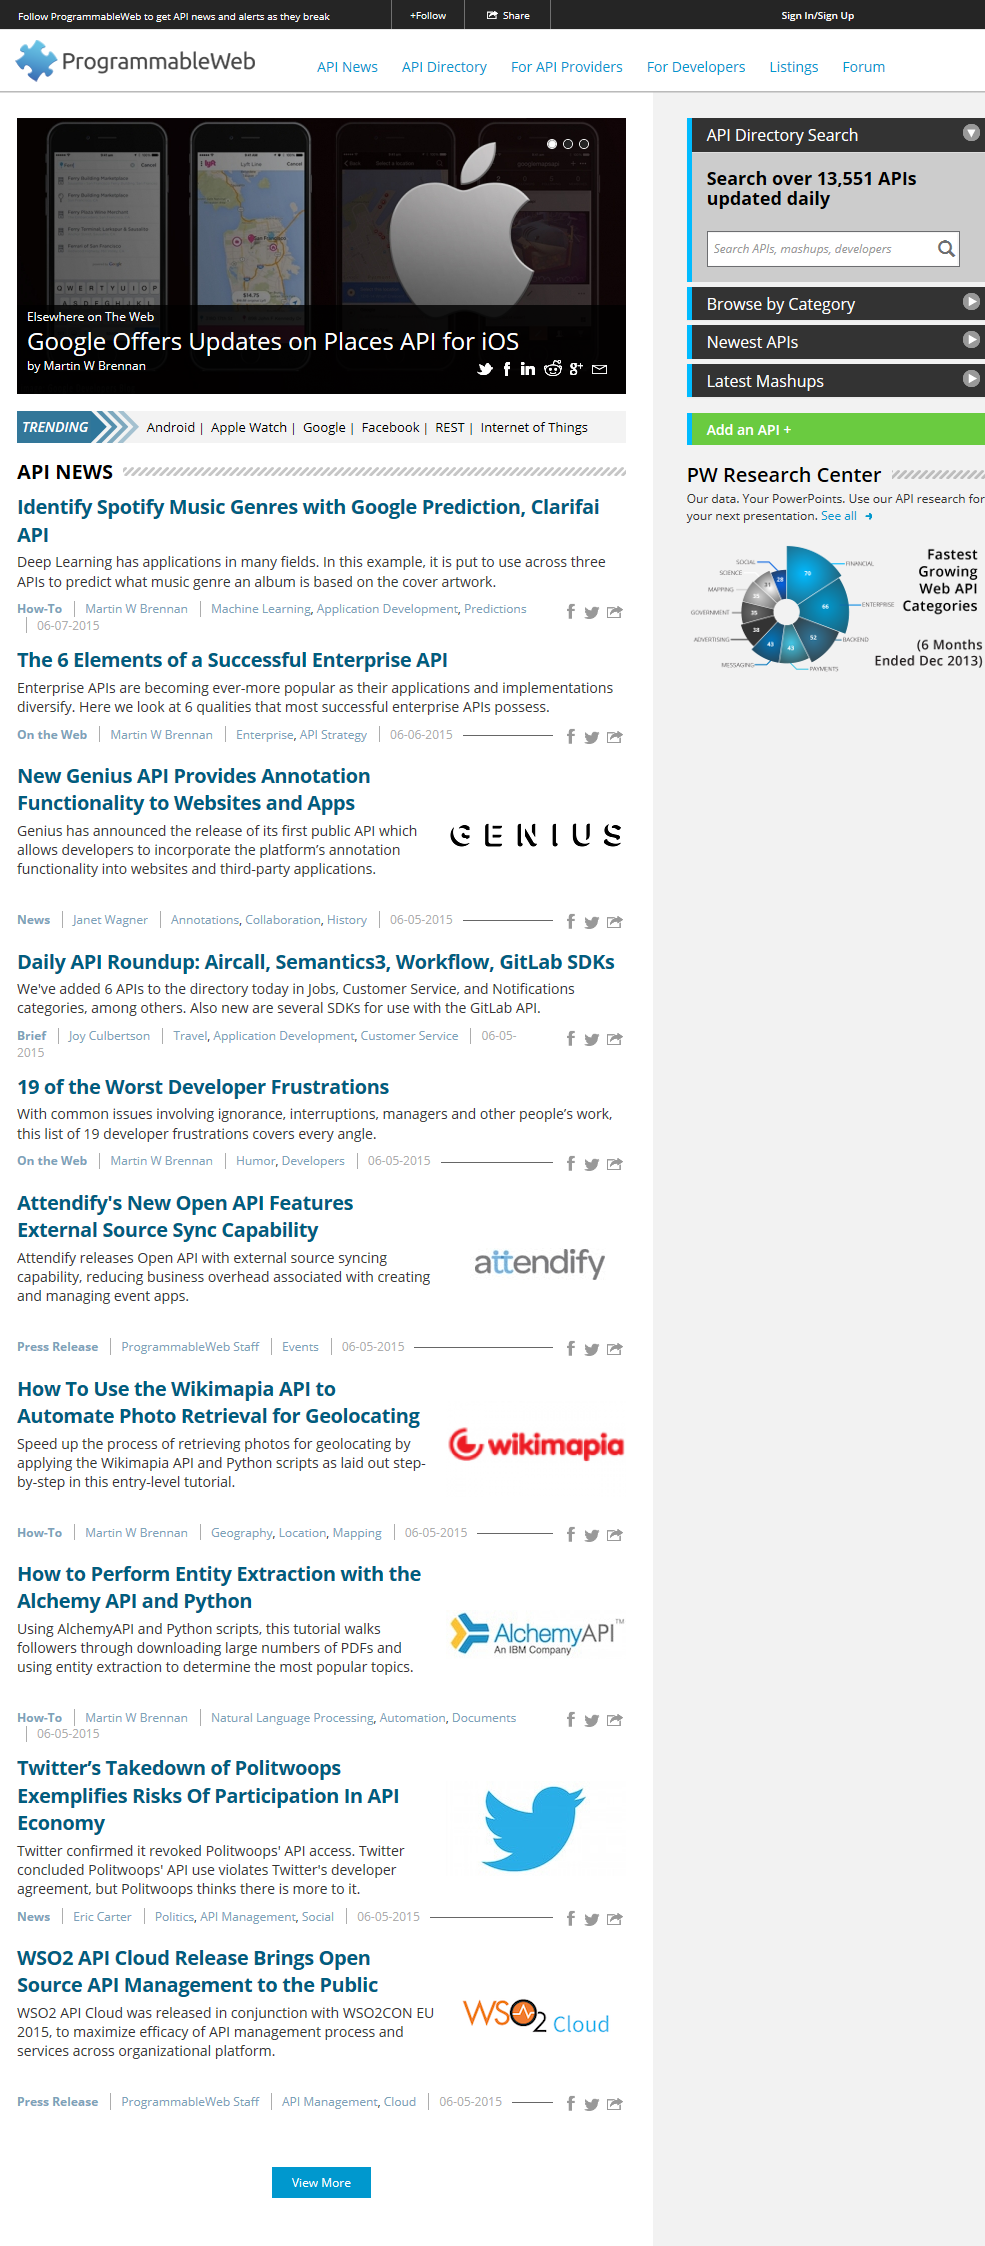 Follow ProgrammableWeb to get API news and alerts as they break
+Follow
Share
Sign In/Sign Up
ProgrammableWeb
API News
API Directory
For API Providers
For Developers
Listings
Forum
Elsewhere on The Web
Google Offers Updates on Places API for iOS
by Martin W Brennan
TRENDING
Android | Apple Watch | Google | Facebook | REST | Internet of Things
API NEWS
Identify Spotify Music Genres with Google Prediction, Clarifai
API
Deep Learning has applications in many fields. In this example, it is put to use across three
APIs to predict what music genre an album is based on the cover artwork.
How-To | Martin W Brennan | Machine Learning, Application Development, Predictions
| 06-07-2015
The 6 Elements of a Successful Enterprise API
Enterprise APIs are becoming ever-more popular as their applications and implementations
diversify. Here we look at 6 qualities that most successful enterprise APIs possess.
On the Web | Martin W Brennan | Enterprise, API Strategy | 06-06-2015
New Genius API Provides Annotation
Functionality to Websites and Apps
Genius has announced the release of its first public API which
allows developers to incorporate the platform's annotation
functionality into websites and third-party applications.
GENIUS
News | Janet Wagner | Annotations, Collaboration, History | 06-05-2015
Daily API Roundup: Aircall, Semantics3, Workflow, GitLab SDKs
We've added 6 APIs to the directory today in Jobs, Customer Service, and Notifications
categories, among others. Also new are several SDKs for use with the GitLab API.
Brief | Joy Culbertson | Travel, Application Development, Customer Service | 06-05-
2015
19 of the Worst Developer Frustrations
With common issues involving ignorance, interruptions, managers and other people's work,
this list of 19 developer frustrations covers every angle.
On the Web | Martin W Brennan | Humor, Developers | 06-05-2015
Attendify's New Open API Features
External Source Sync Capability
Attendify releases Open API with external source syncing
capability, reducing business overhead associated with creating
and managing event apps.
attendify
Press Release | ProgrammableWeb Staff | Events | 06-05-2015
How To Use the Wikimapia API to
Automate Photo Retrieval for Geolocating
Speed up the process of retrieving photos for geolocating by
applying the Wikimapia API and Python scripts as laid out step-
by-step in this entry-level tutorial.
wikimapia
How-To | Martin W Brennan | Geography, Location, Mapping | 06-05-2015
How to Perform Entity Extraction with the
Alchemy API and Python
Using AlchemyAPI and Python scripts, this tutorial walks
followers through downloading large numbers of PDFs and
using entity extraction to determine the most popular topics.
AlchemyAPI™
An IBM Company
How-To | Martin W Brennan | Natural Language Processing, Automation, Documents
| 06-05-2015
Twitter's Takedown of Politwoops
Exemplifies Risks Of Participation In API
Economy
Twitter confirmed it revoked Politwoops' API access. Twitter
concluded Politwoops' API use violates Twitter's developer
agreement, but Politwoops thinks there is more to it.
News | Eric Carter | Politics, API Management, Social | 06-05-2015
WSO2 API Cloud Release Brings Open
Source API Management to the Public
WSO2 API Cloud was released in conjunction with WSO2CON EU
2015, to maximize efficacy of API management process and
services across organizational platform.
WSO2 Cloud
Press Release | ProgrammableWeb Staff | API Management, Cloud | 06-05-2015
View More
API Directory Search
Search over 13,551 APIs
updated daily
Search APIs, mashups, developers
Browse by Category
Newest APIs
Latest Mashups
Add an API +
PW Research Center
Our data. Your PowerPoints. Use our API research for
your next presentation. See all
Fastest
Growing
Web API
Categories
(6 Months
Ended Dec 2013)
SOCIAL
SCIENCE
MAPPING
GOVERNMENT
ADVERTISING
MESSAGING
PAYMENTS
BACKEND
ENTERPRISE
FINANCIAL
28
31
35
35
38
43
43
52
66
70